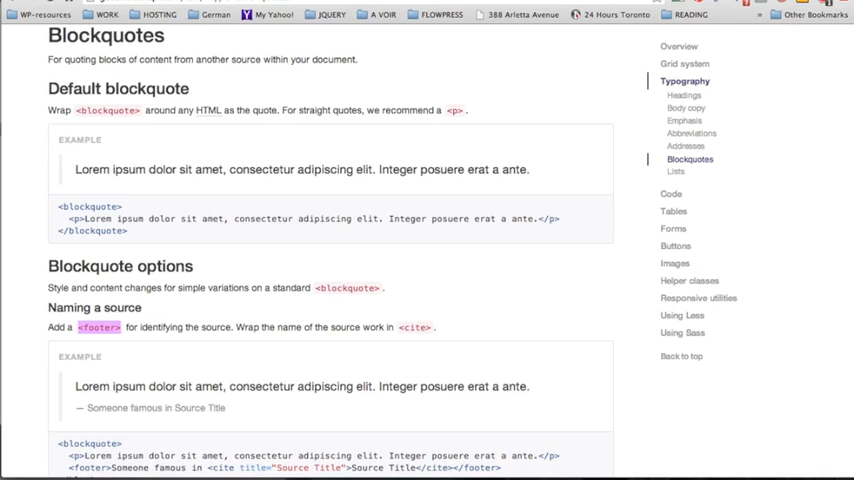 WP-resources WORK HOSTING German My Yahoo! JQUERY A VOIR FLOWPRESS 388 Arletta Avenue 24 Hours Toronto READING » Other Bookmarks
Blockquotes
For quoting blocks of content from another source within your document.
Default blockquote
Wrap <blockquote> around any HTML as the quote. For straight quotes, we recommend a <p>.
EXAMPLE
Lorem ipsum dolor sit amet, consectetur adipiscing elit. Integer posuere erat a ante.
<blockquote>
<p>Lorem ipsum dolor sit amet, consectetur adipiscing elit. Integer posuere erat a ante.</p>
</blockquote>
Blockquote options
Style and content changes for simple variations on a standard <blockquote>.
Naming a source
Add a <footer> for identifying the source. Wrap the name of the source work in <cite>.
EXAMPLE
Lorem ipsum dolor sit amet, consectetur adipiscing elit. Integer posuere erat a ante.
— Someone famous in Source Title
<blockquote>
<p>Lorem ipsum dolor sit amet, consectetur adipiscing elit. Integer posuere erat a ante.</p>
<footer>Someone famous in <cite title="Source Title">Source Title</cite></footer>
Overview
Grid system
Typography
Headings
Body copy
Emphasis
Abbreviations
Addresses
Blockquotes
Lists
Code
Tables
Forms
Buttons
Images
Helper classes
Responsive utilities
Using Less
Using Sass
Back to top